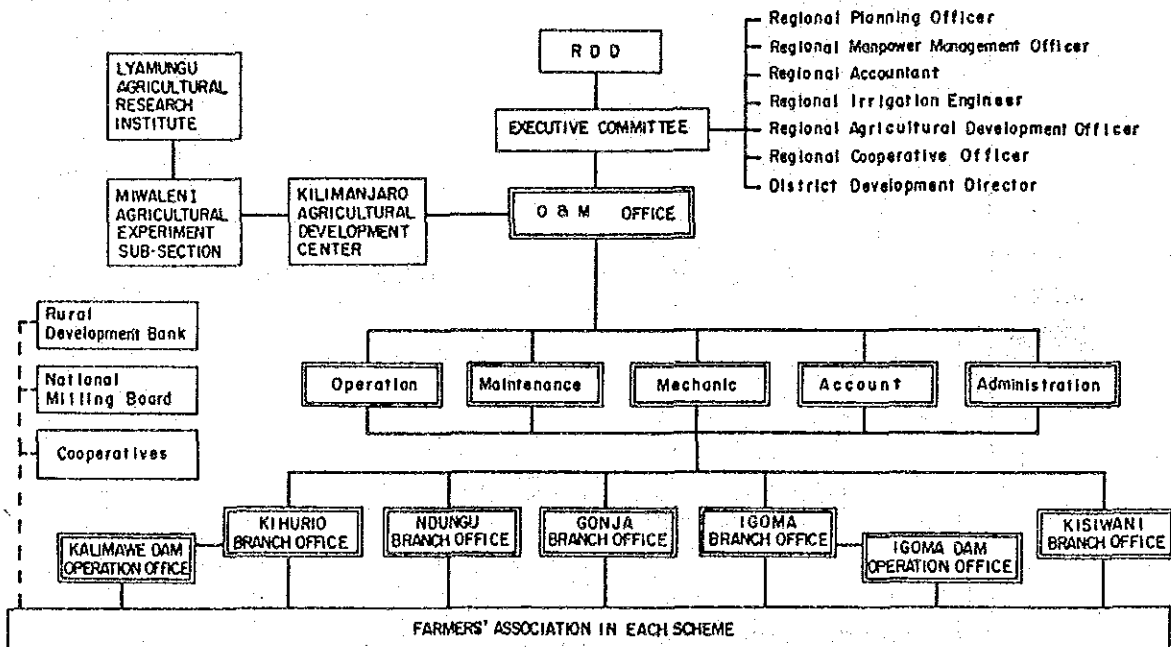 R D D
EXECUTIVE COMMITTEE
Regional Planning Officer
Regional Manpower Management Officer
Regional Accountant
Regional Irrigation Engineer
Regional Agricultural Development Officer
Regional Cooperative Officer
District Development Director
LYAMUNGU
AGRICULTURAL
RESEARCH
INSTITUTE
MIWALENI
AGRICULTURAL
EXPERIMENT
SUB-SECTION
KILIMANJARO
AGRICULTURAL
DEVELOPMENT
CENTER
O & M OFFICE
Rural
Development Bank
National
Milling Board
Cooperatives
Operation
Maintenance
Mechanic
Account
Administration
KALIMAWE DAM
OPERATION OFFICE
KIHURIO
BRANCH OFFICE
NDUNGU
BRANCH OFFICE
GONJA
BRANCH OFFICE
IGOMA
BRANCH OFFICE
IGOMA DAM
OPERATION OFFICE
KISIWANI
BRANCH OFFICE
FARMERS' ASSOCIATION IN EACH SCHEME